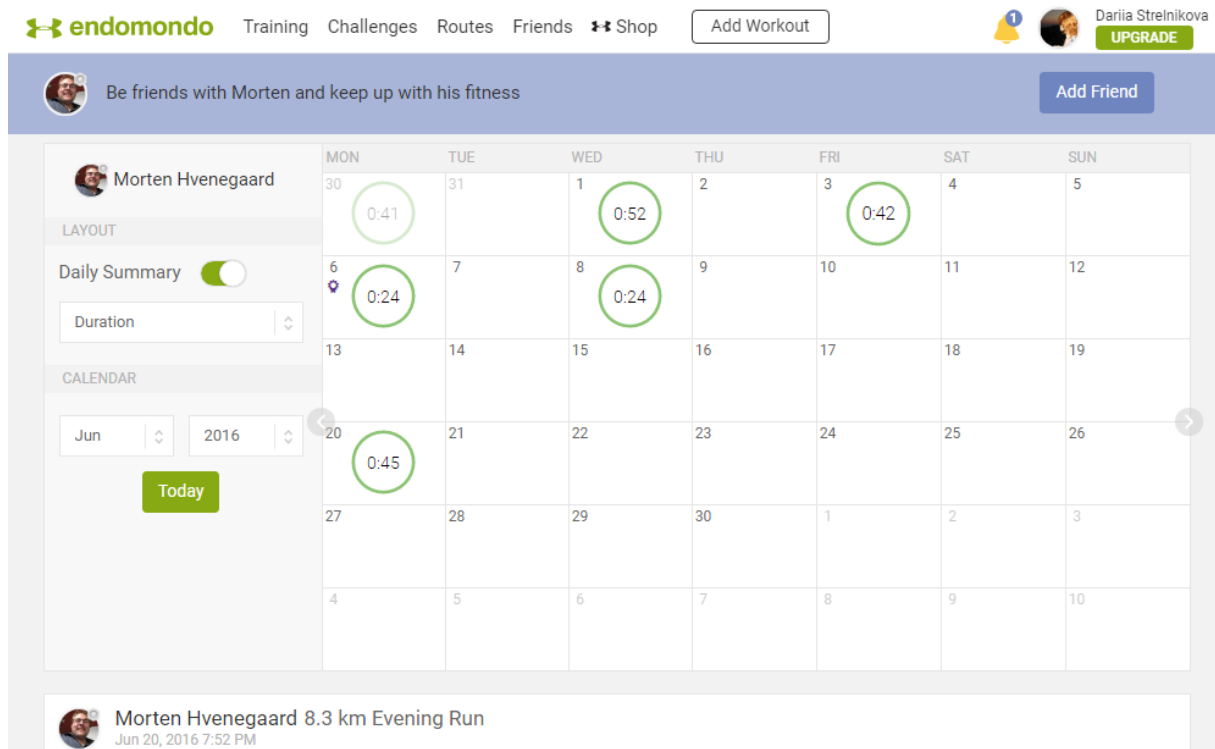 endomondo Training Challenges Routes Friends Shop Add Workout 1 Dariia Strelnikova
UPGRADE
Be friends with Morten and keep up with his fitness Add Friend
Morten Hvenegaard
LAYOUT
Daily Summary
Duration
CALENDAR
Jun 2016
Today
MON TUE WED THU FRI SAT SUN
30 31 1 2 3 4 5
0:41 0:52 0:42
6 7 8 9 10 11 12
0:24 0:24
13 14 15 16 17 18 19
20 21 22 23 24 25 26
0:45
27 28 29 30 1 2 3
4 5 6 7 8 9 10
Morten Hvenegaard 8.3 km Evening Run
Jun 20, 2016 7:52 PM